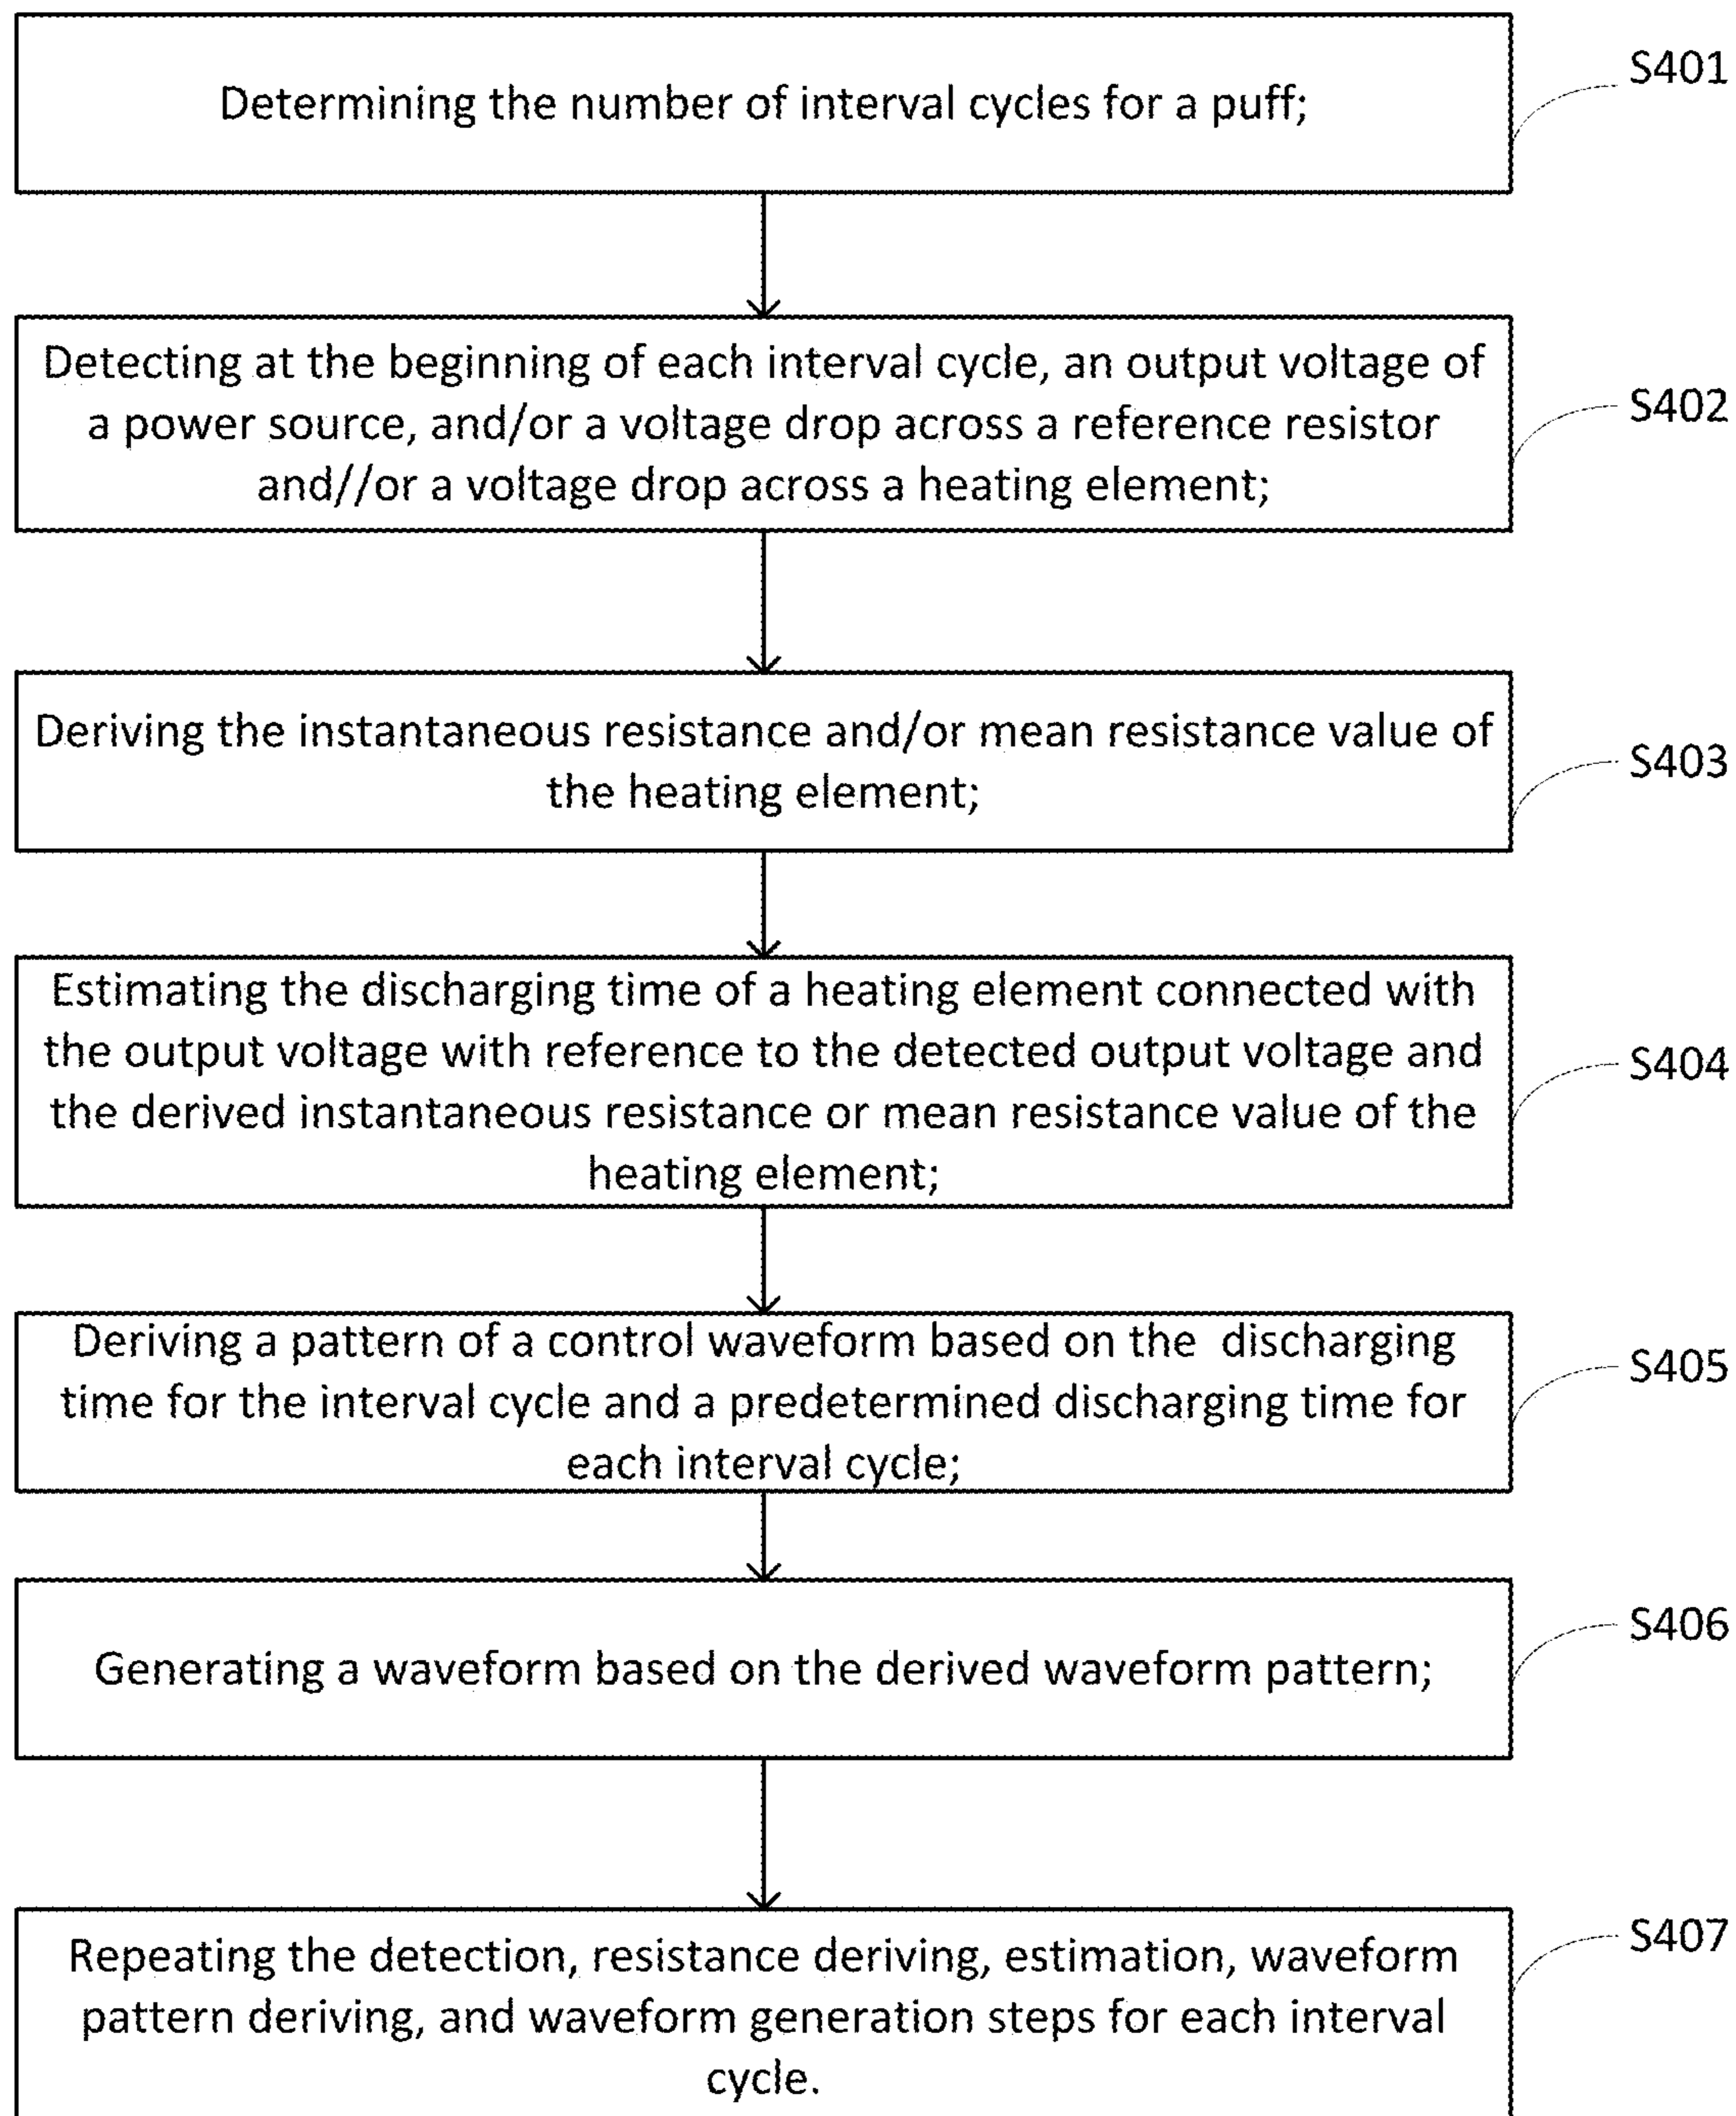 Determining the number of interval cycles for a puff;
S401
Detecting at the beginning of each interval cycle, an output voltage of
a power source, and/or a voltage drop across a reference resistor
and//or a voltage drop across a heating element;
S402
Deriving the instantaneous resistance and/or mean resistance value of
the heating element;
S403
Estimating the discharging time of a heating element connected with
the output voltage with reference to the detected output voltage and
the derived instantaneous resistance or mean resistance value of the
heating element;
S404
Deriving a pattern of a control waveform based on the discharging
time for the interval cycle and a predetermined discharging time for
each interval cycle;
S405
Generating a waveform based on the derived waveform pattern;
S406
Repeating the detection, resistance deriving, estimation, waveform
pattern deriving, and waveform generation steps for each interval
cycle.
S407